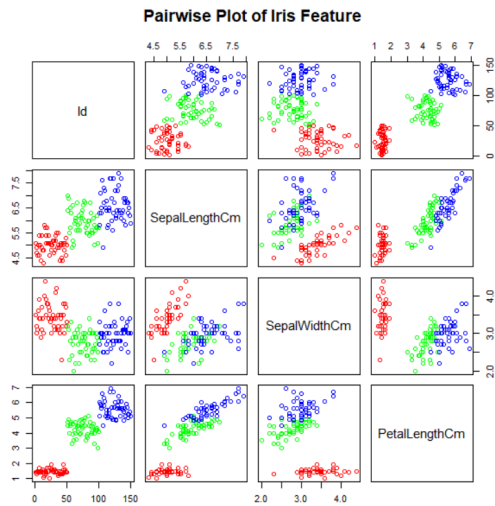 Pairwise Plot of Iris Feature
4.5 5.5 6.5 7.5 1 2 3 4 5 6 7
Id
0 50 100 150
4.5 5.5 6.5 7.5
SepalLengthCm
SepalWidthCm
2.0 3.0 4.0
1 2 3 4 5 6 7
PetalLengthCm
0 50 100 150 2.0 3.0 4.0